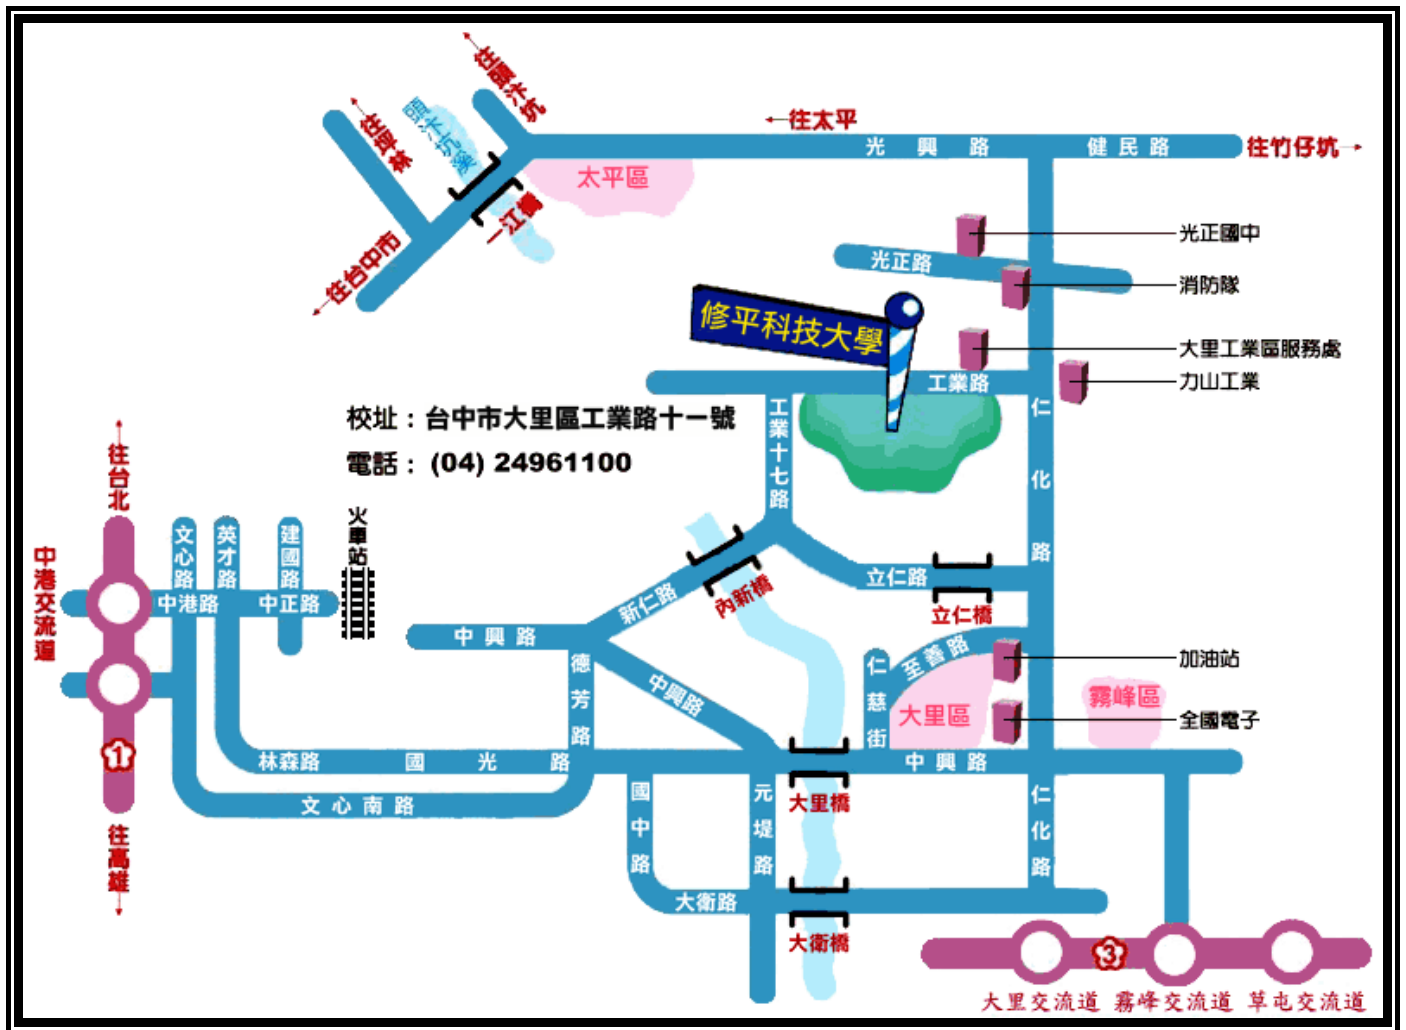 往頭汴坑
往坪林
頭汴坑溪
往太平
光興路
健民路
往竹仔坑
太平區
一江橋
往台中市
光正國中
光正路
消防隊
修平科技大學
大里工業區服務處
工業路
力山工業
校址：台中市大里區工業路十一號
電話： (04) 24961100
工業十七路
仁化路
往台北
火車站
中港交流道
文心路
英才路
建國路
中港路
中正路
新仁路
內新橋
立仁路
立仁橋
中興路
德芳路
中興路
仁慈街
至善路
加油站
大里區
霧峰區
全國電子
1
林森路
國光路
中興路
文心南路
國中路
元堤路
大里橋
仁化路
往高雄
大衛路
大衛橋
3
大里交流道
霧峰交流道
草屯交流道